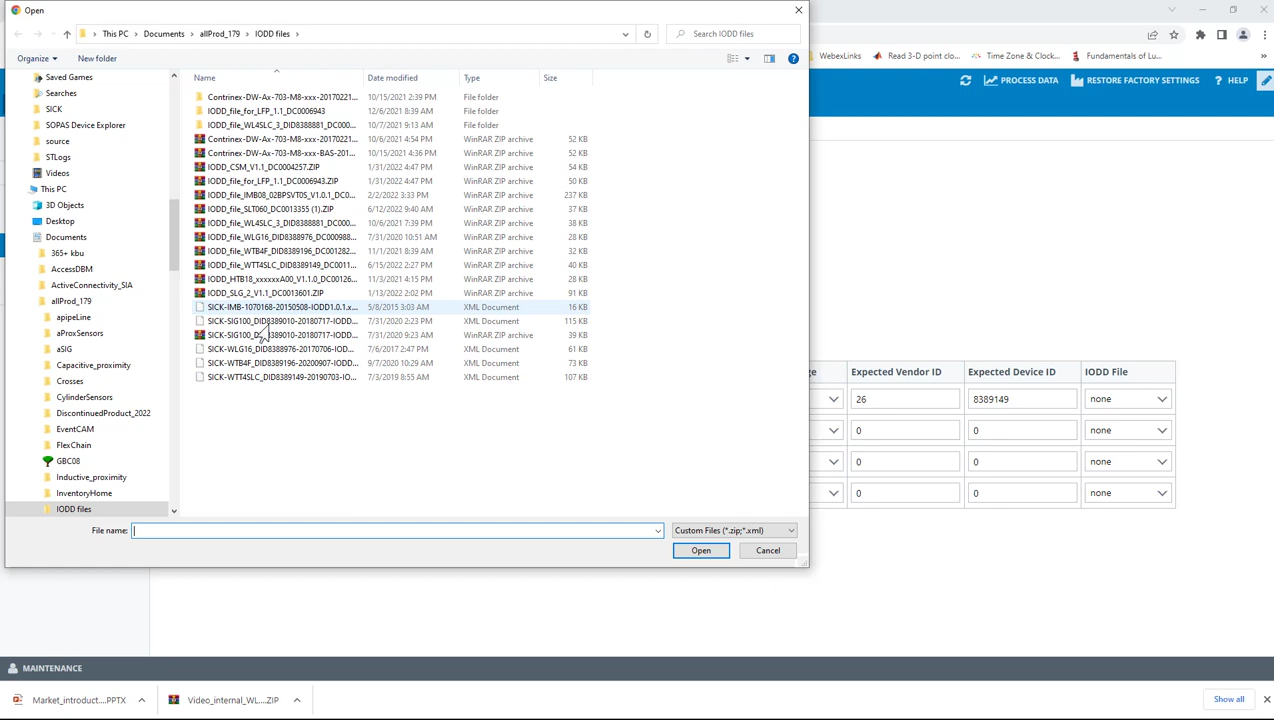 Open
This PC > Documents > allProd_179 > IODD files >
Search IODD files
Organize
New folder
Name Date modified Type Size
Saved Games
Searches
SICK
SOPAS Device Explorer
source
STLogs
Videos
This PC
3D Objects
Desktop
Documents
365+ kbu
AccessDBM
ActiveConnectivity_SIA
allProd_179
apipeLine
aProxSensors
aSIG
Capacitive_proximity
Crosses
CylinderSensors
DiscontinuedProduct_2022
EventCAM
FlexChain
GBC08
Inductive_proximity
InventoryHome
IODD files
Contrinex-DW-Ax-703-M8-xxx-20170221... 10/15/2021 2:39 PM File folder
IODD_file_for_LFP_1.1_DC0006943 12/6/2021 8:39 AM File folder
IODD_file_WL4SLC_3_DID8388881_DC000... 10/7/2021 9:13 AM File folder
Contrinex-DW-Ax-703-M8-xxx-20170221... 10/6/2021 4:54 PM WinRAR ZIP archive 52 KB
Contrinex-DW-Ax-703-M8-xxx-BAS-201... 10/15/2021 4:36 PM WinRAR ZIP archive 52 KB
IODD_CSM_V1.1_DC0004257.ZIP 1/31/2022 4:47 PM WinRAR ZIP archive 54 KB
IODD_file_for_LFP_1.1_DC0006943.ZIP 1/31/2022 4:47 PM WinRAR ZIP archive 50 KB
IODD_file_IMB08_02BPSVT0S_V1.0.1_DC0... 2/2/2022 3:33 PM WinRAR ZIP archive 237 KB
IODD_file_SLT060_DC0013355 (1).ZIP 6/12/2022 9:40 AM WinRAR ZIP archive 37 KB
IODD_file_WL4SLC_3_DID8388881_DC000... 10/6/2021 7:39 PM WinRAR ZIP archive 38 KB
IODD_file_WLG16_DID8388976_DC000988... 7/31/2020 10:51 AM WinRAR ZIP archive 28 KB
IODD_file_WTB4F_DID8389196_DC001282... 11/1/2021 8:39 AM WinRAR ZIP archive 32 KB
IODD_file_WTT4SLC_DID8389149_DC0011... 6/15/2022 2:27 PM WinRAR ZIP archive 40 KB
IODD_HTB18_xxxxxxA00_V1.1.0_DC00126... 11/3/2021 4:15 PM WinRAR ZIP archive 28 KB
IODD_SLG_2_V1.1_DC0013601.ZIP 1/13/2022 2:02 PM WinRAR ZIP archive 91 KB
SICK-IMB-1070168-20150508-IODD1.0.1.x... 5/8/2015 3:03 AM XML Document 16 KB
SICK-SIG100_DID8389010-20180717-IODD... 7/31/2020 2:23 PM XML Document 115 KB
SICK-SIG100_DID8389010-20180717-IODD... 7/31/2020 9:23 AM WinRAR ZIP archive 39 KB
SICK-WLG16_DID8388976-20170706-IOD... 7/6/2017 2:47 PM XML Document 61 KB
SICK-WTB4F_DID8389196-20200907-IODD... 9/7/2020 10:29 AM XML Document 73 KB
SICK-WTT4SLC_DID8389149-20190703-IO... 7/3/2019 8:55 AM XML Document 107 KB
File name:
Custom Files (*.zip;*.xml)
Open
Cancel
WebexLinks
Read 3-D point clo...
Time Zone & Clock...
Fundamentals of Lu...
PROCESS DATA
RESTORE FACTORY SETTINGS
? HELP
ge Expected Vendor ID Expected Device ID IODD File
26 8389149 none
0 0 none
0 0 none
0 0 none
MAINTENANCE
Market_introduct....PPTX
Video_internal_WL....ZIP
Show all